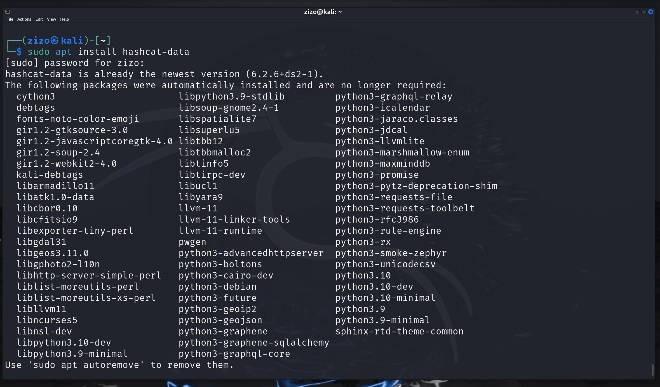 zizo@kali: ~
File Actions Edit View Help
┌──(zizo㉿kali)-[~]
└─$ sudo apt install hashcat-data
[sudo] password for zizo:
hashcat-data is already the newest version (6.2.6+ds2-1).
The following packages were automatically installed and are no longer required:
cython3 libpython3.9-stdlib python3-graphql-relay
debtags libsoup-gnome2.4-1 python3-icalendar
fonts-noto-color-emoji libspatialite7 python3-jaraco.classes
gir1.2-gtksource-3.0 libsuperlu5 python3-jdcal
gir1.2-javascriptcoregtk-4.0 libtbb12 python3-llvmlite
gir1.2-soup-2.4 libtbbmalloc2 python3-marshmallow-enum
gir1.2-webkit2-4.0 libtinfo5 python3-maxminddb
kali-debtags libtirpc-dev python3-promise
libarmadillo11 libucl1 python3-pytz-deprecation-shim
libatk1.0-data libyara9 python3-requests-file
libcbor0.10 llvm-11 python3-requests-toolbelt
libcfitsio9 llvm-11-linker-tools python3-rfc3986
libexporter-tiny-perl llvm-11-runtime python3-rule-engine
libgdal31 pwgen python3-rx
libgeos3.11.0 python3-advancedhttpserver python3-smoke-zephyr
libgphoto2-l10n python3-boltons python3-unicodecsv
libhttp-server-simple-perl python3-cairo-dev python3.10
liblist-moreutils-perl python3-debian python3.10-dev
liblist-moreutils-xs-perl python3-future python3.10-minimal
libllvm11 python3-geoip2 python3.9
libncurses5 python3-geojson python3.9-minimal
libnsl-dev python3-graphene sphinx-rtd-theme-common
libpython3.10-dev python3-graphene-sqlalchemy
libpython3.9-minimal python3-graphql-core
Use 'sudo apt autoremove' to remove them.